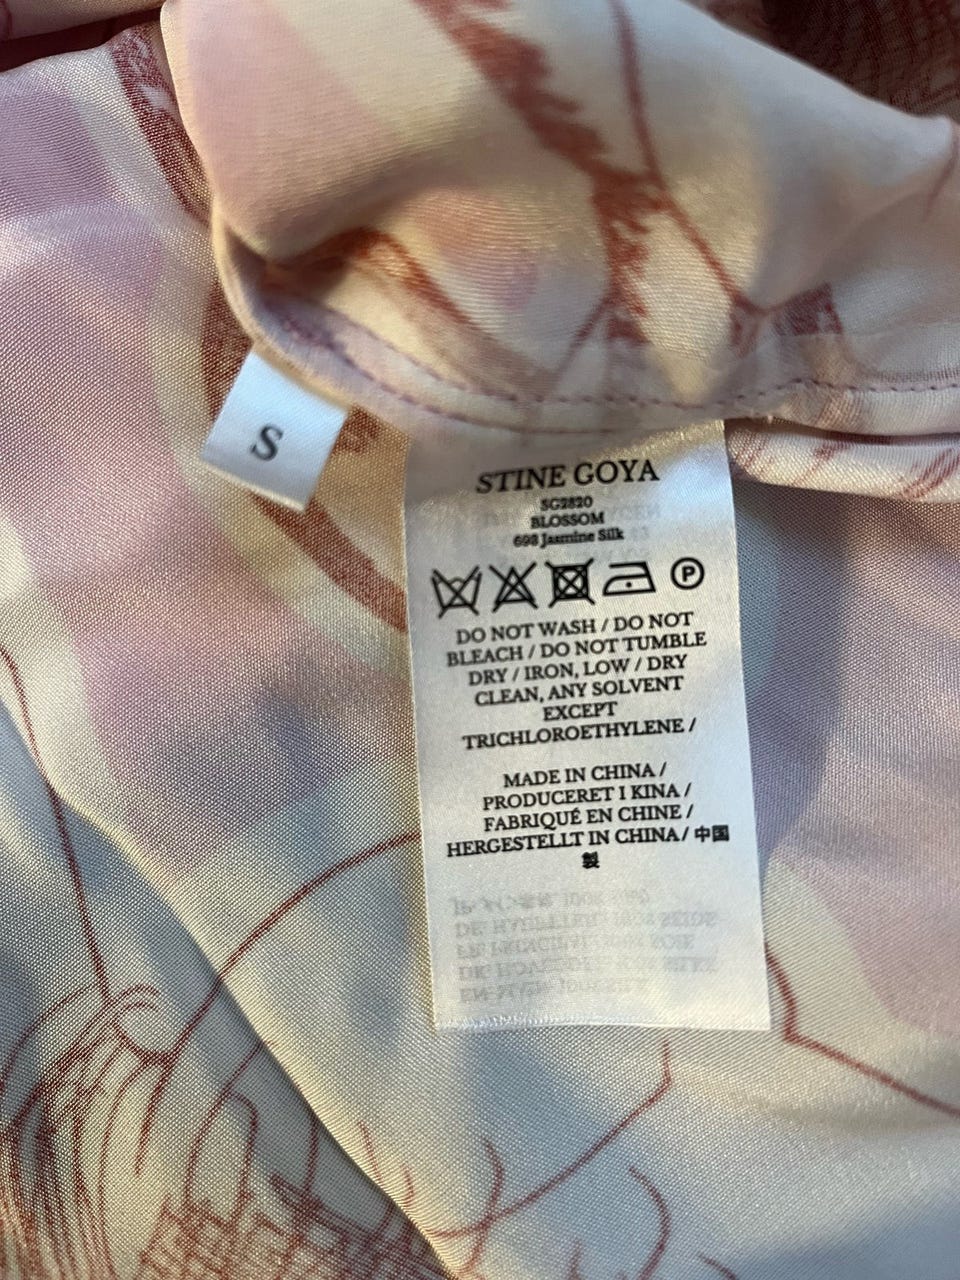 S
STINE GOYA
SG2820
BLOSSOM
698 Jasmine Silk
P
DO NOT WASH / DO NOT
BLEACH / DO NOT TUMBLE
DRY / IRON, LOW / DRY
CLEAN, ANY SOLVENT
EXCEPT
TRICHLOROETHYLENE /
MADE IN CHINA /
PRODUCERET I KINA /
FABRIQUÉ EN CHINE /
HERGESTELLT IN CHINA / 中国
製